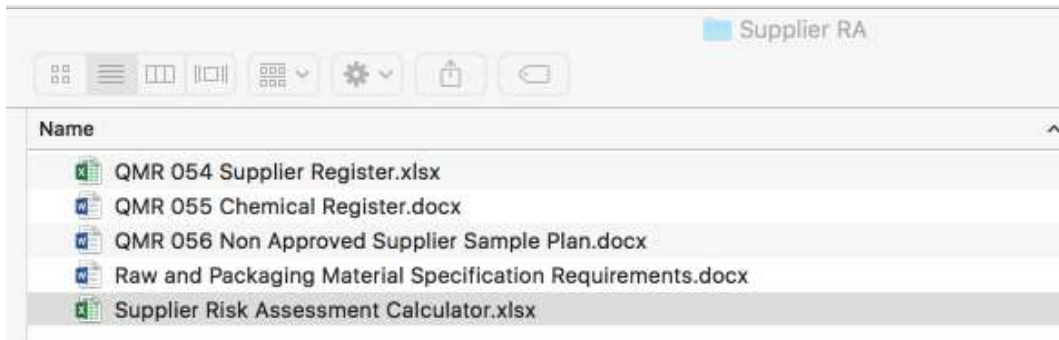 Supplier RA
Name
QMR 054 Supplier Register.xlsx
QMR 055 Chemical Register.docx
QMR 056 Non Approved Supplier Sample Plan.docx
Raw and Packaging Material Specification Requirements.docx
Supplier Risk Assessment Calculator.xlsx